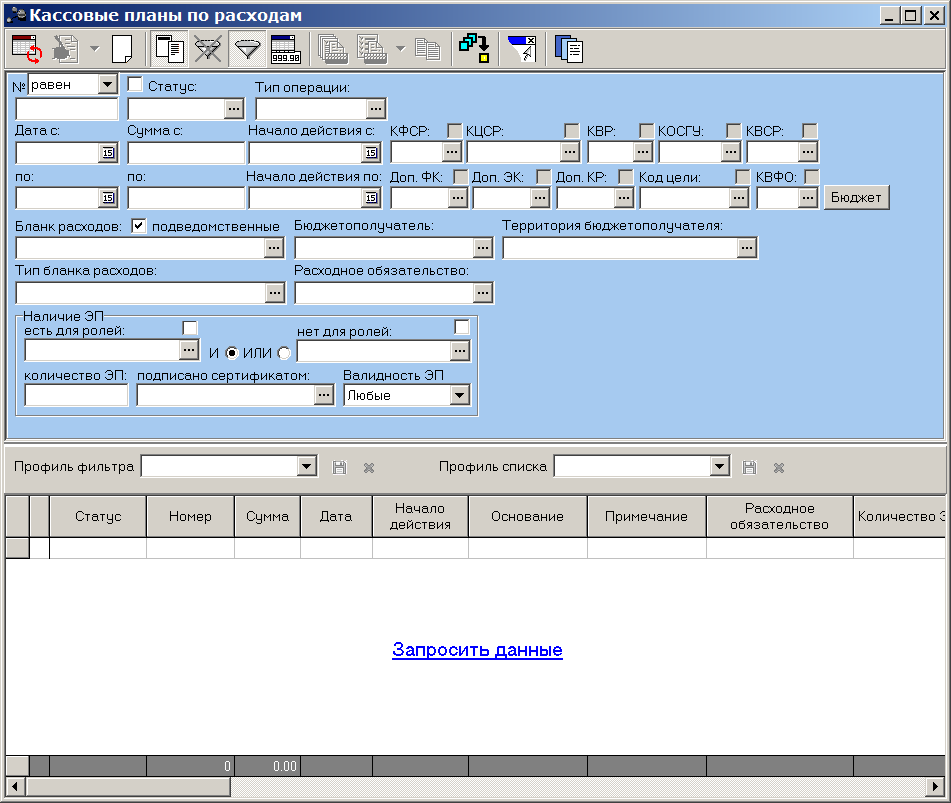 Кассовые планы по расходам
999.98
№ равен Статус: Тип операции:
Дата с: Сумма с: Начало действия с: КФСР: КЦСР: КВР: КОСГУ: КВСР:
15 15
по: по: Начало действия по: Доп. ФК: Доп. ЭК: Доп. КР: Код цели: КВФО:
15 15 Бюджет
Бланк расходов: подведомственные Бюджетополучатель: Территория бюджетополучателя:
Тип бланка расходов: Расходное обязательство:
Наличие ЭП
есть для ролей: нет для ролей:
И ИЛИ
количество ЭП: подписано сертификатом: Валидность ЭП
Любые
Профиль фильтра Профиль списка
Статус Номер Сумма Дата Начало действия Основание Примечание Расходное обязательство Количество Э
Запросить данные
0 0.00